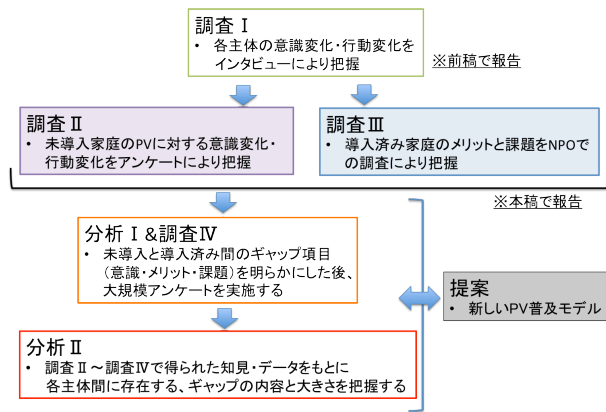 調査Ⅰ
• 各主体の意識変化・行動変化を
インタビューにより把握
※前稿で報告
調査Ⅱ
• 未導入家庭のPVに対する意識変化・
行動変化をアンケートにより把握
調査Ⅲ
• 導入済み家庭のメリットと課題をNPOで
の調査により把握
※本稿で報告
分析Ⅰ&調査Ⅳ
• 未導入と導入済み間のギャップ項目
（意識・メリット・課題）を明らかにした後、
大規模アンケートを実施する
提案
• 新しいPV普及モデル
分析Ⅱ
• 調査Ⅱ～調査Ⅳで得られた知見・データをもとに
各主体間に存在する、ギャップの内容と大きさを把握する